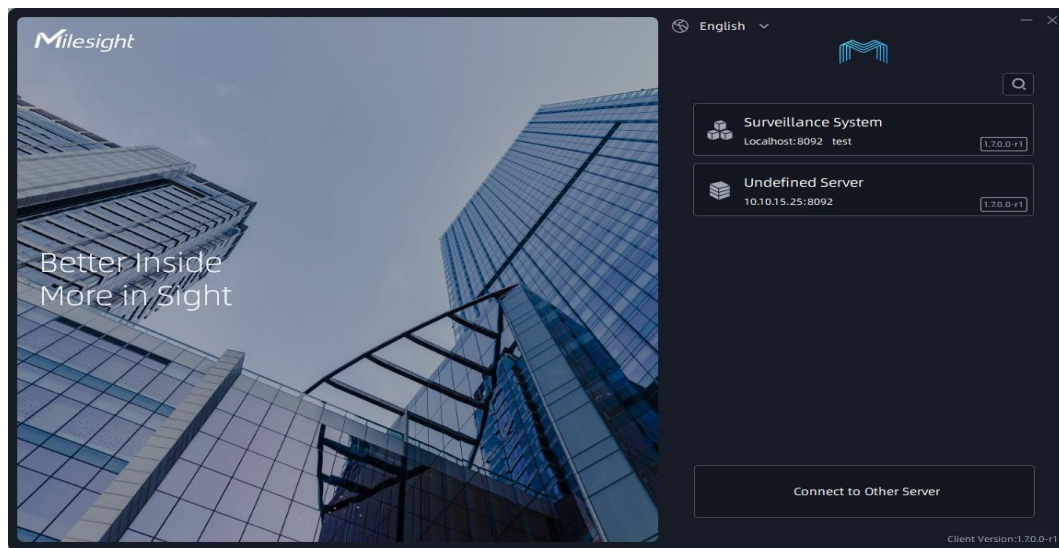 Milesight
Better Inside
More in Sight
English
Surveillance System
Localhost:8092 test
1.7.0.0-r1
Undefined Server
10.10.15.25:8092
1.7.0.0-r1
Connect to Other Server
Client Version:1.7.0.0-r1